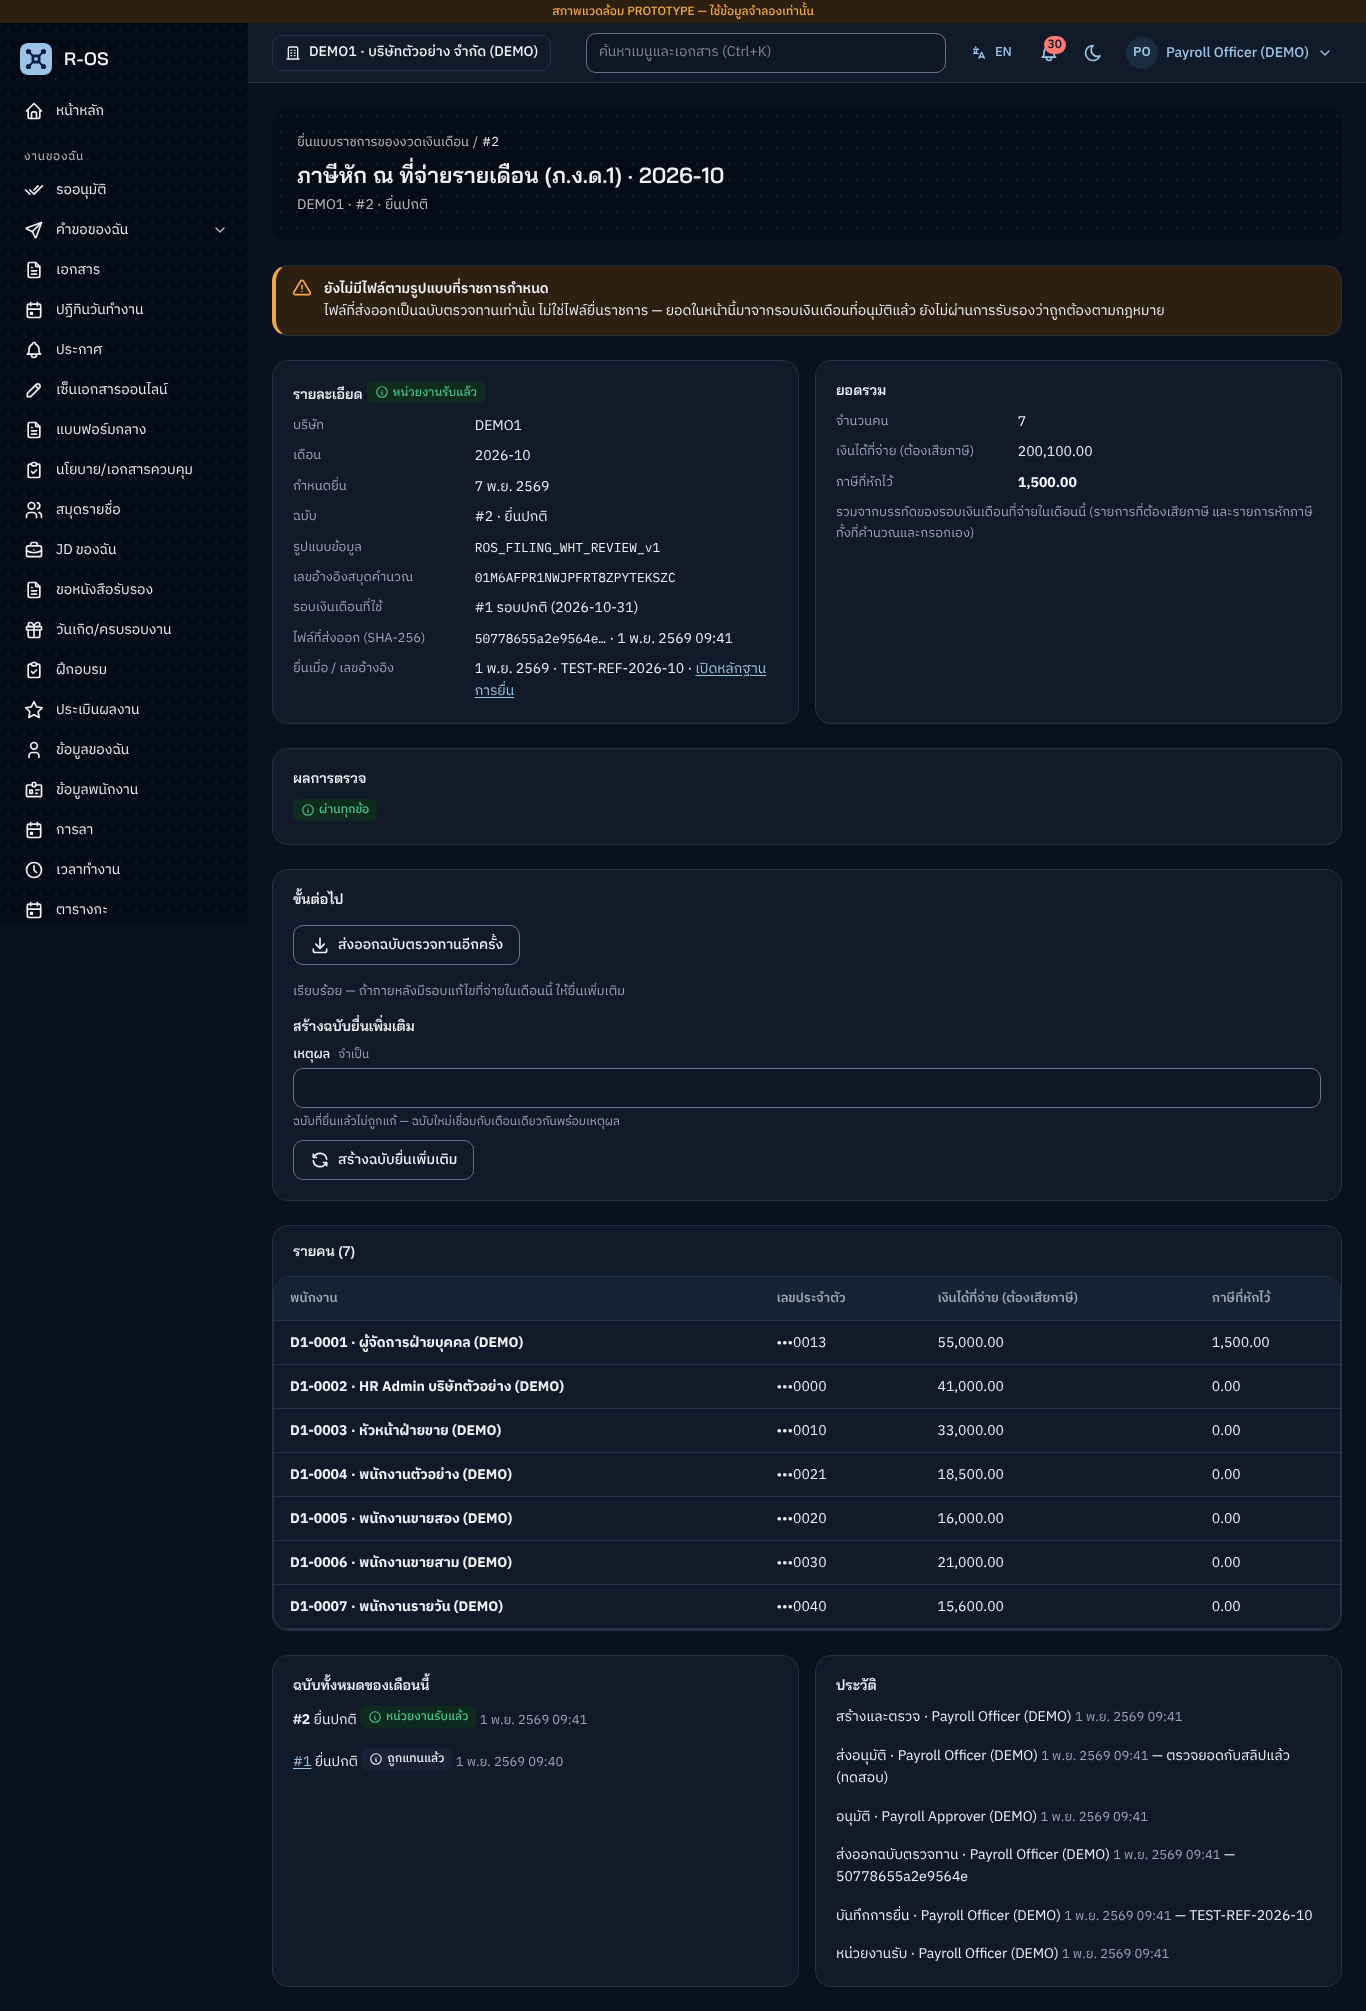 สภาพแวดล้อม PROTOTYPE — ใช้ข้อมูลจำลองเท่านั้น
R-OS
DEMO1 · บริษัทตัวอย่าง จำกัด (DEMO)
ค้นหาเมนูและเอกสาร (Ctrl+K)
EN
30
PO
Payroll Officer (DEMO)
หน้าหลัก
งานของฉัน
รออนุมัติ
คำขอของฉัน
เอกสาร
ปฏิทินวันทำงาน
ประกาศ
เซ็นเอกสารออนไลน์
แบบฟอร์มกลาง
นโยบาย/เอกสารควบคุม
สมุดรายชื่อ
JD ของฉัน
ขอหนังสือรับรอง
วันเกิด/ครบรอบงาน
ฝึกอบรม
ประเมินผลงาน
ข้อมูลของฉัน
ข้อมูลพนักงาน
การลา
เวลาทำงาน
ตารางกะ
ยื่นแบบราชการของงวดเงินเดือน / #2
ภาษีหัก ณ ที่จ่ายรายเดือน (ภ.ง.ด.1) · 2026-10
DEMO1 · #2 · ยื่นปกติ
ยังไม่มีไฟล์ตามรูปแบบที่ราชการกำหนด
ไฟล์ที่ส่งออกเป็นฉบับตรวจทานเท่านั้น ไม่ใช่ไฟล์ยื่นราชการ — ยอดในหน้านี้มาจากรอบเงินเดือนที่อนุมัติแล้ว ยังไม่ผ่านการรับรองว่าถูกต้องตามกฎหมาย
รายละเอียด หน่วยงานรับแล้ว
บริษัท DEMO1
เดือน 2026-10
กำหนดยื่น 7 พ.ย. 2569
ฉบับ #2 · ยื่นปกติ
รูปแบบข้อมูล ROS_FILING_WHT_REVIEW_v1
เลขอ้างอิงสมุดคำนวณ 01M6AFPR1NWJPFRT8ZPYTEKSZC
รอบเงินเดือนที่ใช้ #1 รอบปกติ (2026-10-31)
ไฟล์ที่ส่งออก (SHA-256) 50778655a2e9564e… · 1 พ.ย. 2569 09:41
ยื่นเมื่อ / เลขอ้างอิง 1 พ.ย. 2569 · TEST-REF-2026-10 · เปิดหลักฐาน
การยื่น
ยอดรวม
จำนวนคน 7
เงินได้ที่จ่าย (ต้องเสียภาษี) 200,100.00
ภาษีที่หักไว้ 1,500.00
รวมจากบรรทัดของรอบเงินเดือนที่จ่ายในเดือนนี้ (รายการที่ต้องเสียภาษี และรายการหักภาษี
ทั้งที่คำนวณและกรอกเอง)
ผลการตรวจ
ผ่านทุกข้อ
ขั้นต่อไป
ส่งออกฉบับตรวจทานอีกครั้ง
เรียบร้อย — ถ้าภายหลังมีรอบแก้ไขที่จ่ายในเดือนนี้ ให้ยื่นเพิ่มเติม
สร้างฉบับยื่นเพิ่มเติม
เหตุผล จำเป็น
ฉบับที่ยื่นแล้วไม่ถูกแก้ — ฉบับใหม่เชื่อมกับเดือนเดียวกันพร้อมเหตุผล
สร้างฉบับยื่นเพิ่มเติม
รายคน (7)
พนักงาน เลขประจำตัว เงินได้ที่จ่าย (ต้องเสียภาษี) ภาษีที่หักไว้
D1-0001 · ผู้จัดการฝ่ายบุคคล (DEMO) •••0013 55,000.00 1,500.00
D1-0002 · HR Admin บริษัทตัวอย่าง (DEMO) •••0000 41,000.00 0.00
D1-0003 · หัวหน้าฝ่ายขาย (DEMO) •••0010 33,000.00 0.00
D1-0004 · พนักงานตัวอย่าง (DEMO) •••0021 18,500.00 0.00
D1-0005 · พนักงานขายสอง (DEMO) •••0020 16,000.00 0.00
D1-0006 · พนักงานขายสาม (DEMO) •••0030 21,000.00 0.00
D1-0007 · พนักงานรายวัน (DEMO) •••0040 15,600.00 0.00
ฉบับทั้งหมดของเดือนนี้
#2 ยื่นปกติ หน่วยงานรับแล้ว 1 พ.ย. 2569 09:41
#1 ยื่นปกติ ถูกแทนแล้ว 1 พ.ย. 2569 09:40
ประวัติ
สร้างและตรวจ · Payroll Officer (DEMO) 1 พ.ย. 2569 09:41
ส่งอนุมัติ · Payroll Officer (DEMO) 1 พ.ย. 2569 09:41 — ตรวจยอดกับสลิปแล้ว
(ทดสอบ)
อนุมัติ · Payroll Approver (DEMO) 1 พ.ย. 2569 09:41
ส่งออกฉบับตรวจทาน · Payroll Officer (DEMO) 1 พ.ย. 2569 09:41 —
50778655a2e9564e
บันทึกการยื่น · Payroll Officer (DEMO) 1 พ.ย. 2569 09:41 — TEST-REF-2026-10
หน่วยงานรับ · Payroll Officer (DEMO) 1 พ.ย. 2569 09:41